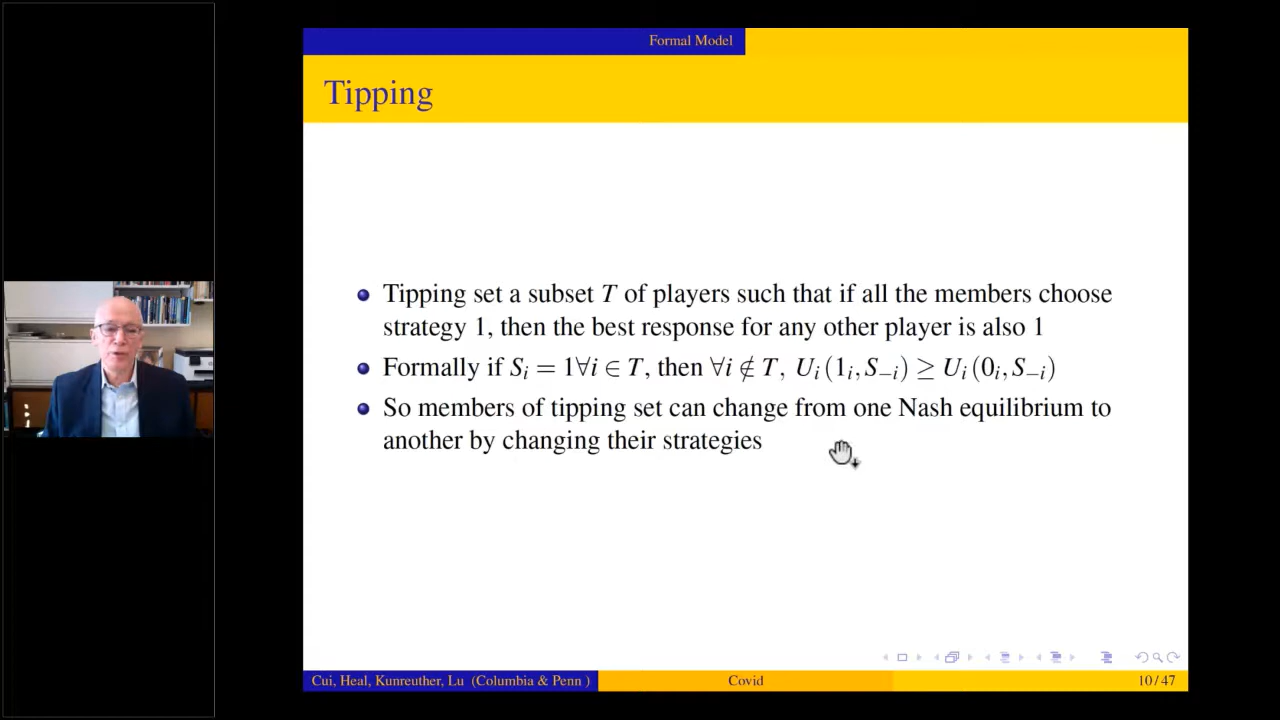 Formal Model
Tipping
Tipping set a subset T of players such that if all the members choose
strategy 1, then the best response for any other player is also 1
Formally if Sᵢ = 1∀i ∈ T, then ∀i ∉ T, Uᵢ(1ᵢ, S₋ᵢ) ≥ Uᵢ(0ᵢ, S₋ᵢ)
So members of tipping set can change from one Nash equilibrium to
another by changing their strategies
Cui, Heal, Kunreuther, Lu (Columbia & Penn ) Covid 10 / 47